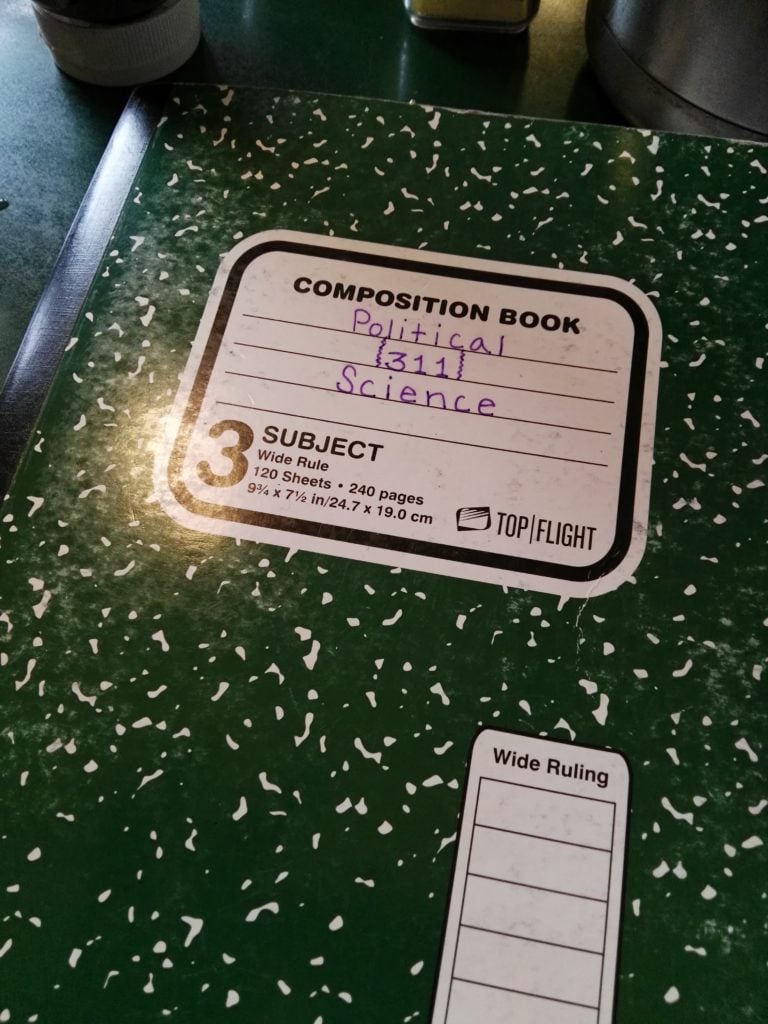 COMPOSITION BOOK
Political
311
Science
3 SUBJECT
Wide Rule
120 Sheets • 240 pages
9¾ x 7½ in/24.7 x 19.0 cm
TOP|FLIGHT
Wide Ruling